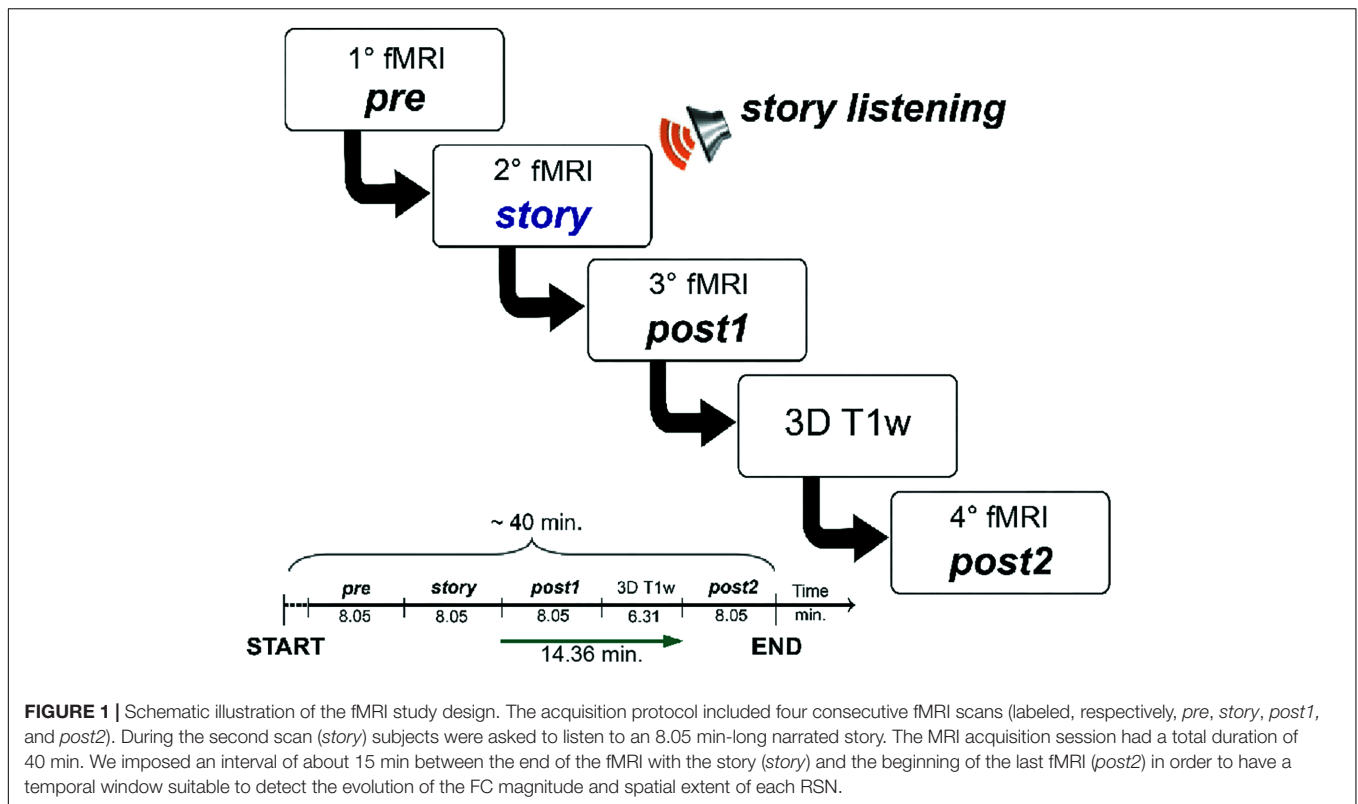 1° fMRI
pre
story listening
2° fMRI
story
3° fMRI
post1
3D T1w
4° fMRI
post2
~ 40 min.
pre story post1 3D T1w post2 Time
8.05 8.05 8.05 6.31 8.05 min.
START 14.36 min. END
FIGURE 1 | Schematic illustration of the fMRI study design. The acquisition protocol included four consecutive fMRI scans (labeled, respectively, pre, story, post1,
and post2). During the second scan (story) subjects were asked to listen to an 8.05 min-long narrated story. The MRI acquisition session had a total duration of
40 min. We imposed an interval of about 15 min between the end of the fMRI with the story (story) and the beginning of the last fMRI (post2) in order to have a
temporal window suitable to detect the evolution of the FC magnitude and spatial extent of each RSN.